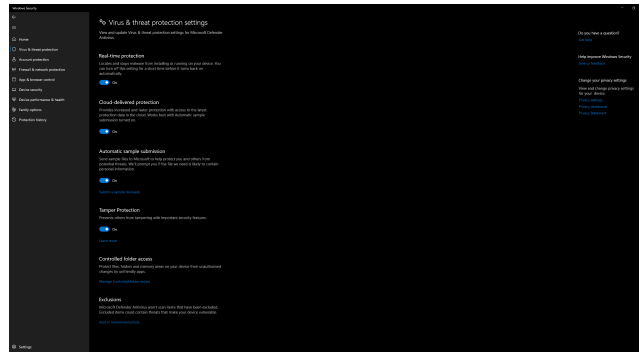 Windows Security
Home
Virus & threat protection
Account protection
Firewall & network protection
App & browser control
Device security
Device performance & health
Family options
Protection history
Settings
Virus & threat protection settings
View and update Virus & threat protection settings for Microsoft Defender
Antivirus.
Real-time protection
Locates and stops malware from installing or running on your device. You
can turn off this setting for a short time before it turns back on
automatically.
On
Cloud-delivered protection
Provides increased and faster protection with access to the latest
protection data in the cloud. Works best with Automatic sample
submission turned on.
On
Automatic sample submission
Send sample files to Microsoft to help protect you and others from
potential threats. We'll prompt you if the file we need is likely to contain
personal information.
On
Submit a sample manually
Tamper Protection
Prevents others from tampering with important security features.
On
Learn more
Controlled folder access
Protect files, folders and memory areas on your device from unauthorised
changes by unfriendly apps.
Manage Controlled folder access
Exclusions
Microsoft Defender Antivirus won't scan items that have been excluded.
Excluded items could contain threats that make your device vulnerable.
Add or remove exclusions
Do you have a question?
Get help
Help improve Windows Security
Give us feedback
Change your privacy settings
View and change privacy settings
for your device.
Privacy settings
Privacy dashboard
Privacy Statement